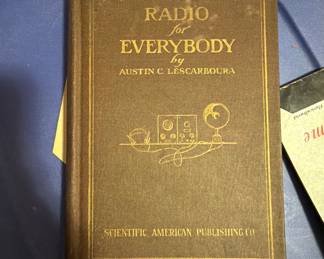 RADIO
for
EVERYBODY
by
AUSTIN C. LESCARBOURA
SCIENTIFIC AMERICAN PUBLISHING CO